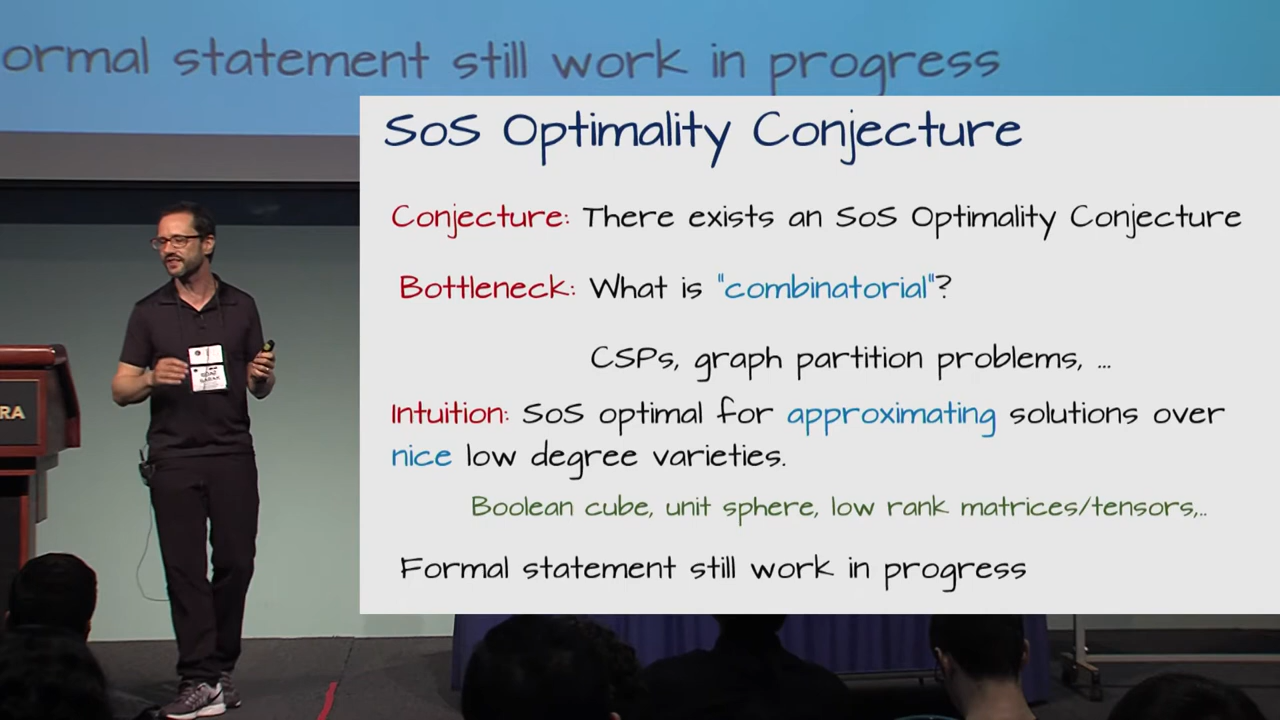 ormal statement still work in progress
SoS Optimality Conjecture
Conjecture: There exists an SoS Optimality Conjecture
Bottleneck: What is "combinatorial"?
CSPs, graph partition problems, ...
Intuition: SoS optimal for approximating solutions over
nice low degree varieties.
Boolean cube, unit sphere, low rank matrices/tensors,..
Formal statement still work in progress
RA
BOAZ
BARAK